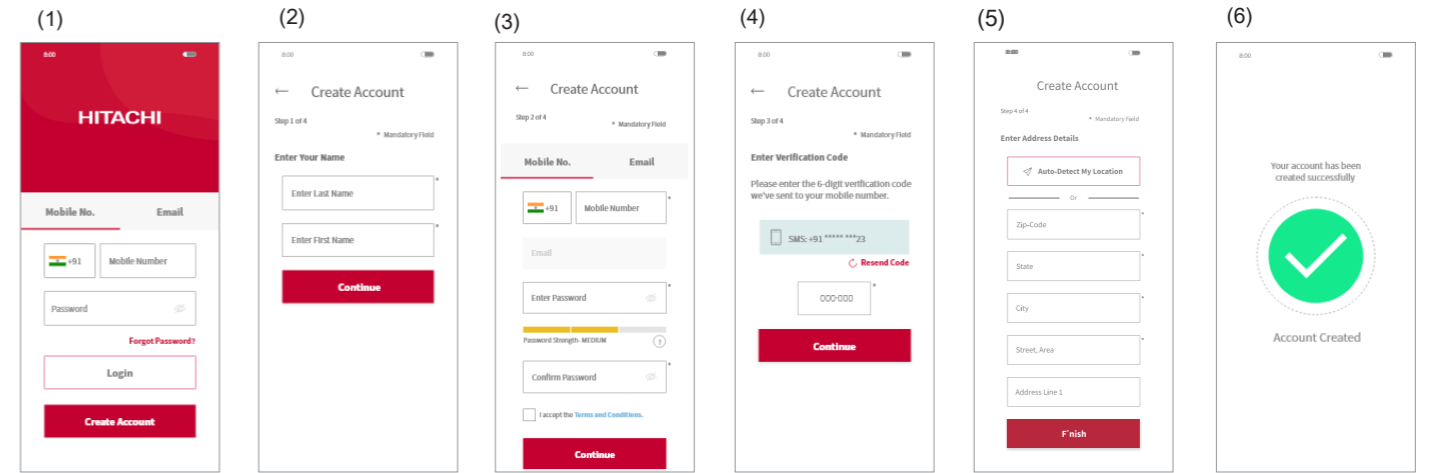 (1)
8:00
HITACHI
Mobile No. Email
+91 Mobile Number
Password
Forgot Password?
Login
Create Account
(2)
8:00
← Create Account
Step 1 of 4
* Mandatory Field
Enter Your Name
Enter Last Name *
Enter First Name *
Continue
(3)
8:00
← Create Account
Step 2 of 4
* Mandatory Field
Mobile No. Email
+91 Mobile Number *
Email
Enter Password *
Password Strength- MEDIUM ?
Confirm Password *
I accept the Terms and Conditions.
Continue
(4)
8:00
← Create Account
Step 3 of 4
* Mandatory Field
Enter Verification Code
Please enter the 6-digit verification code
we've sent to your mobile number.
SMS: +91 ***** ***23
Resend Code
000-000 *
Continue
(5)
8:00
Create Account
Step 4 of 4
* Mandatory Field
Enter Address Details
Auto-Detect My Location
Or
Zip-Code *
State *
City *
Street, Area *
Address Line 1
F'nish
(6)
8:00
Your account has been
created successfully
Account Created